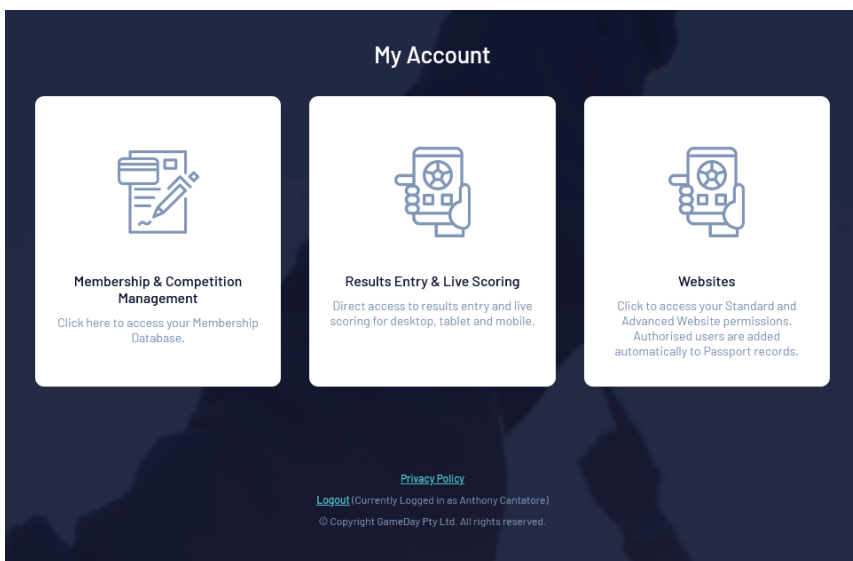 My Account
Membership & Competition
Management
Click here to access your Membership
Database.
Results Entry & Live Scoring
Direct access to results entry and live
scoring for desktop, tablet and mobile.
Websites
Click to access your Standard and
Advanced Website permissions.
Authorised users are added
automatically to Passport records.
Privacy Policy
Logout (Currently Logged in as Anthony Cantatore)
© Copyright GameDay Pty Ltd. All rights reserved.